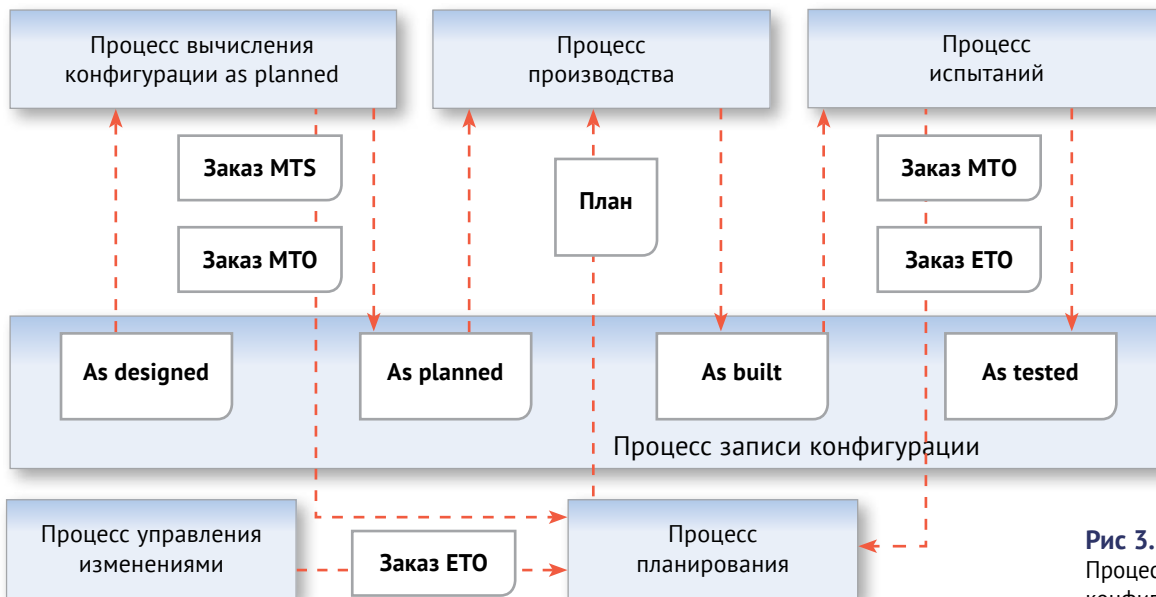 Процесс вычисления
конфигурации as planned
Процесс
производства
Процесс
испытаний
Заказ MTS
Заказ MTO
План
Заказ MTO
Заказ ETO
As designed
As planned
As built
As tested
Процесс записи конфигурации
Процесс управления
изменениями
Заказ ETO
Процесс
планирования
Рис 3.